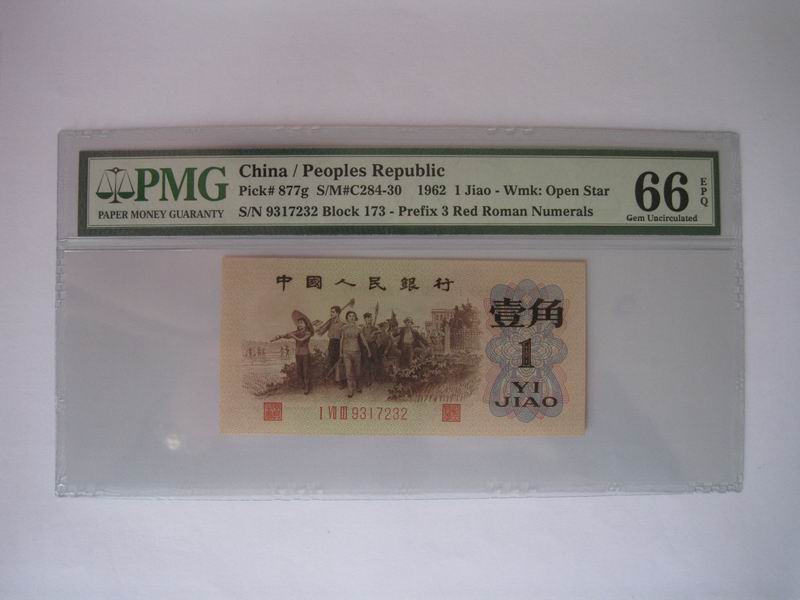 PMG
PAPER MONEY GUARANTY
China / Peoples Republic
Pick# 877g S/M#C284-30 1962 1 Jiao - Wmk: Open Star
S/N 9317232 Block 173 - Prefix 3 Red Roman Numerals
66
EPQ
Gem Uncirculated
中國人民銀行
壹角
1
YI
JIAO
I VII III 9317232